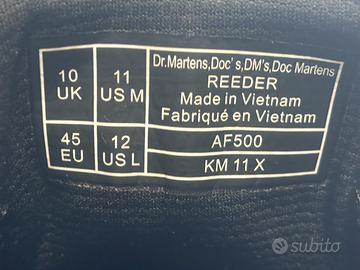 10
UK
11
US M
45
EU
12
US L
Dr.Martens,Doc's,DM's,Doc Martens
REEDER
Made in Vietnam
Fabriqué en Vietnam
AF500
KM 11 X
subito